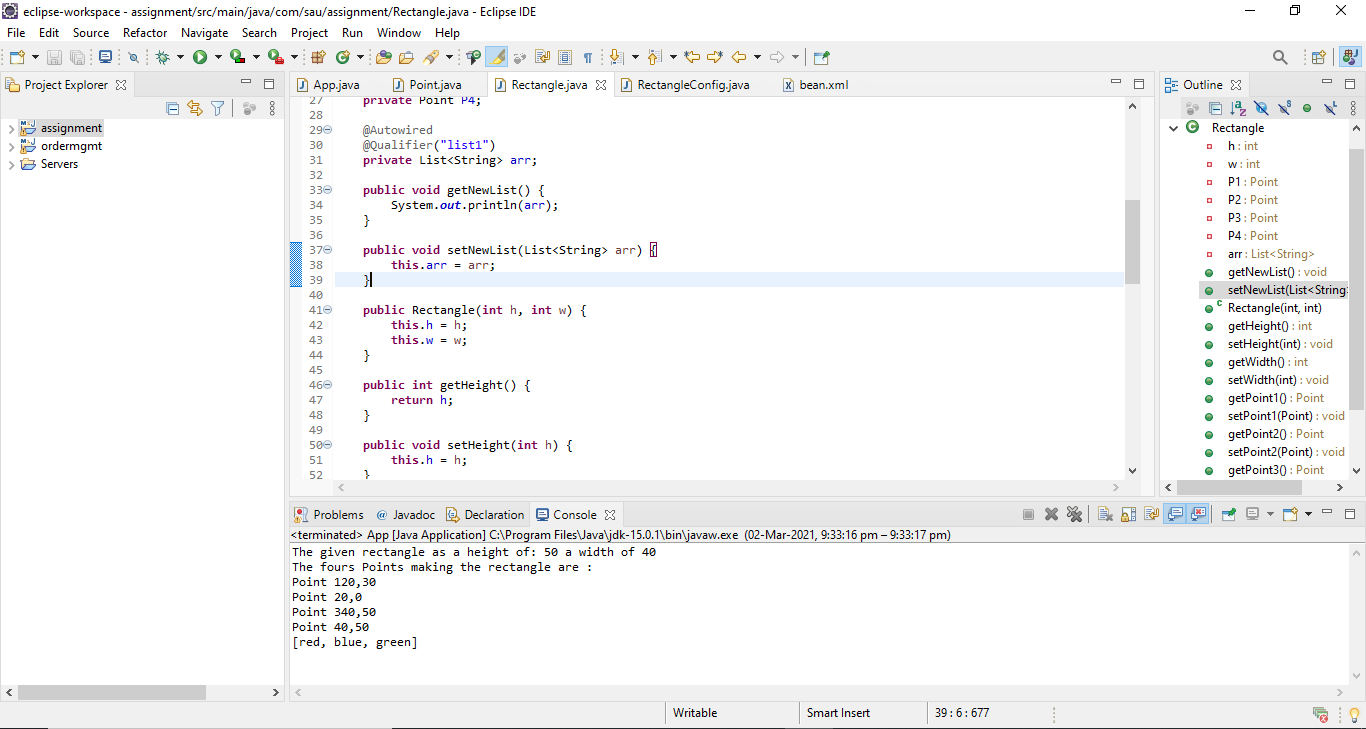 eclipse-workspace - assignment/src/main/java/com/sau/assignment/Rectangle.java - Eclipse IDE
File Edit Source Refactor Navigate Search Project Run Window Help
Project Explorer
assignment
ordermgmt
Servers
App.java Point.java Rectangle.java RectangleConfig.java bean.xml
27 private Point P4;
28
29 @Autowired
30 @Qualifier("list1")
31 private List<String> arr;
32
33 public void getNewList() {
34 System.out.println(arr);
35 }
36
37 public void setNewList(List<String> arr) {
38 this.arr = arr;
39 }
40
41 public Rectangle(int h, int w) {
42 this.h = h;
43 this.w = w;
44 }
45
46 public int getHeight() {
47 return h;
48 }
49
50 public void setHeight(int h) {
51 this.h = h;
52 }
Outline
Rectangle
h : int
w : int
P1 : Point
P2 : Point
P3 : Point
P4 : Point
arr : List<String>
getNewList() : void
setNewList(List<String>
Rectangle(int, int)
getHeight() : int
setHeight(int) : void
getWidth() : int
setWidth(int) : void
getPoint1() : Point
setPoint1(Point) : void
getPoint2() : Point
setPoint2(Point) : void
getPoint3() : Point
Problems @ Javadoc Declaration Console
<terminated> App [Java Application] C:\Program Files\Java\jdk-15.0.1\bin\javaw.exe (02-Mar-2021, 9:33:16 pm – 9:33:17 pm)
The given rectangle as a height of: 50 a width of 40
The fours Points making the rectangle are :
Point 120,30
Point 20,0
Point 340,50
Point 40,50
[red, blue, green]
Writable Smart Insert 39 : 6 : 677